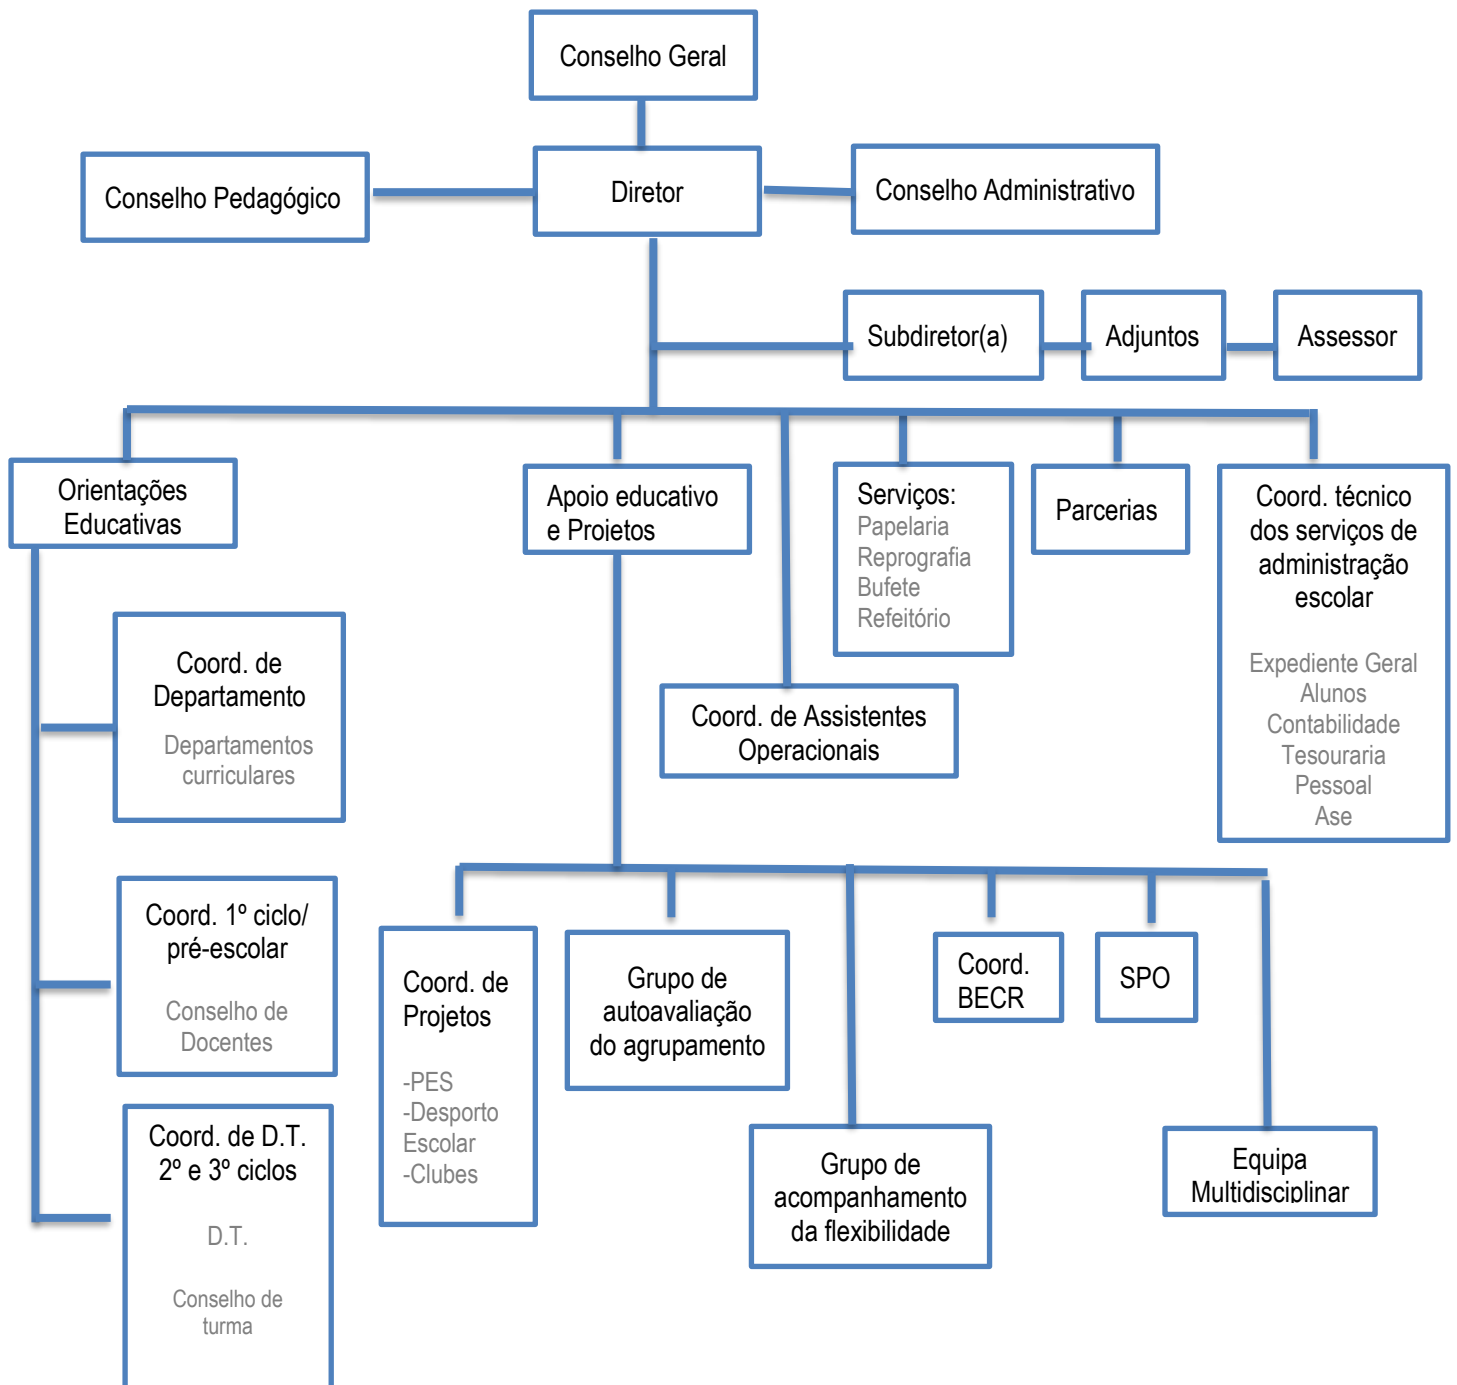 Conselho Geral
Conselho Pedagógico
Diretor
Conselho Administrativo
Subdiretor(a)
Adjuntos
Assessor
Orientações
Educativas
Apoio educativo
e Projetos
Serviços:
Papelaria
Reprografia
Bufete
Refeitório
Parcerias
Coord. técnico
dos serviços de
administração
escolar
Expediente Geral
Alunos
Contabilidade
Tesouraria
Pessoal
Ase
Coord. de
Departamento
Departamentos
curriculares
Coord. de Assistentes
Operacionais
Coord. 1º ciclo/
pré-escolar
Conselho de
Docentes
Coord. de D.T.
2º e 3º ciclos
D.T.
Conselho de
turma
Coord. de
Projetos
-PES
-Desporto
Escolar
-Clubes
Grupo de
autoavaliação
do agrupamento
Grupo de
acompanhamento
da flexibilidade
Coord.
BECR
SPO
Equipa
Multidisciplinar